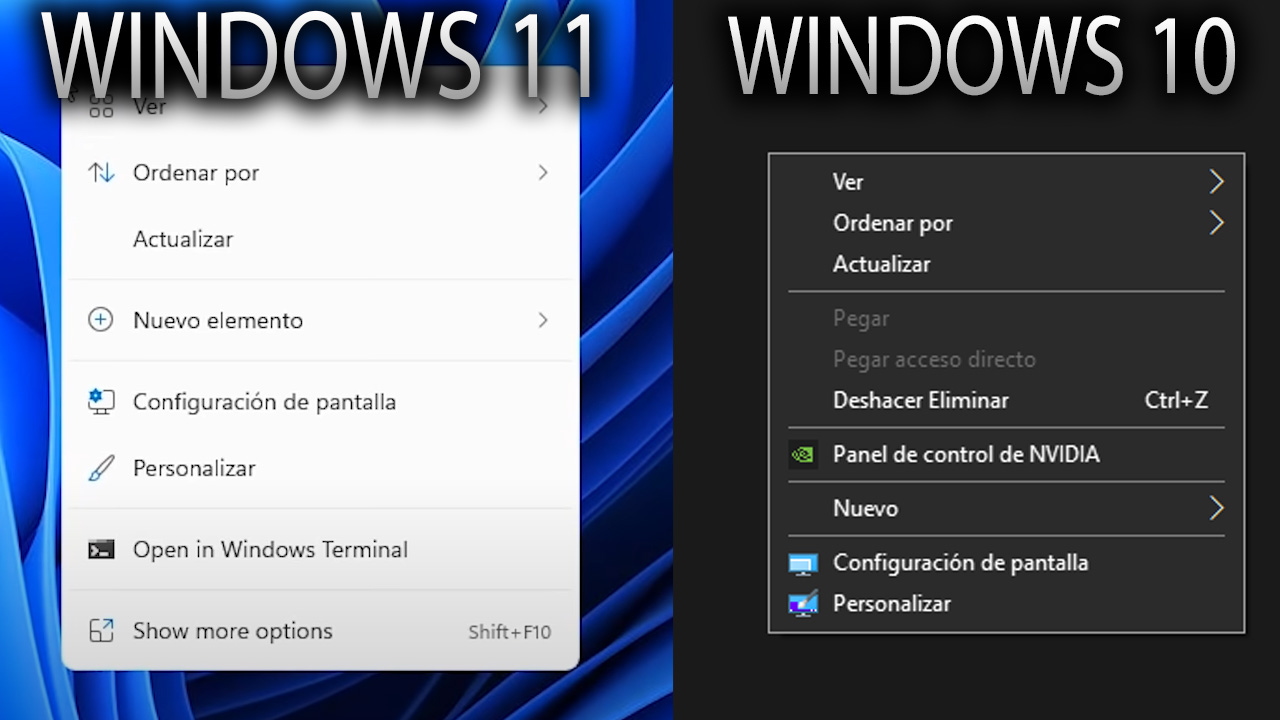 WINDOWS 11
Ver
Ordenar por
Actualizar
Nuevo elemento
Configuración de pantalla
Personalizar
Open in Windows Terminal
Show more options Shift+F10
WINDOWS 10
Ver
Ordenar por
Actualizar
Pegar
Pegar acceso directo
Deshacer Eliminar Ctrl+Z
Panel de control de NVIDIA
Nuevo
Configuración de pantalla
Personalizar